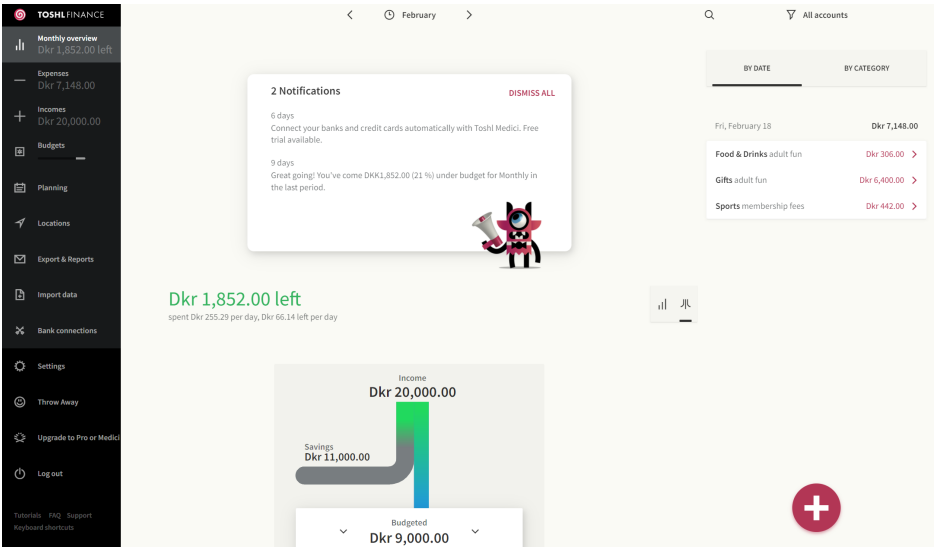 TOSHL FINANCE
Monthly overview
Dkr 1,852.00 left
Expenses
Dkr 7,148.00
Incomes
Dkr 20,000.00
Budgets
Planning
Locations
Export & Reports
Import data
Bank connections
Settings
Throw Away
Upgrade to Pro or Medici
Log out
Tutorials FAQ Support
Keyboard shortcuts
February
All accounts
2 Notifications
DISMISS ALL
6 days
Connect your banks and credit cards automatically with Toshl Medici. Free
trial available.
9 days
Great going! You've come DKK1,852.00 (21 %) under budget for Monthly in
the last period.
Dkr 1,852.00 left
spent Dkr 255.29 per day, Dkr 66.14 left per day
Income
Dkr 20,000.00
Savings
Dkr 11,000.00
Budgeted
Dkr 9,000.00
BY DATE
BY CATEGORY
Fri, February 18 Dkr 7,148.00
Food & Drinks adult fun Dkr 306.00
Gifts adult fun Dkr 6,400.00
Sports membership fees Dkr 442.00